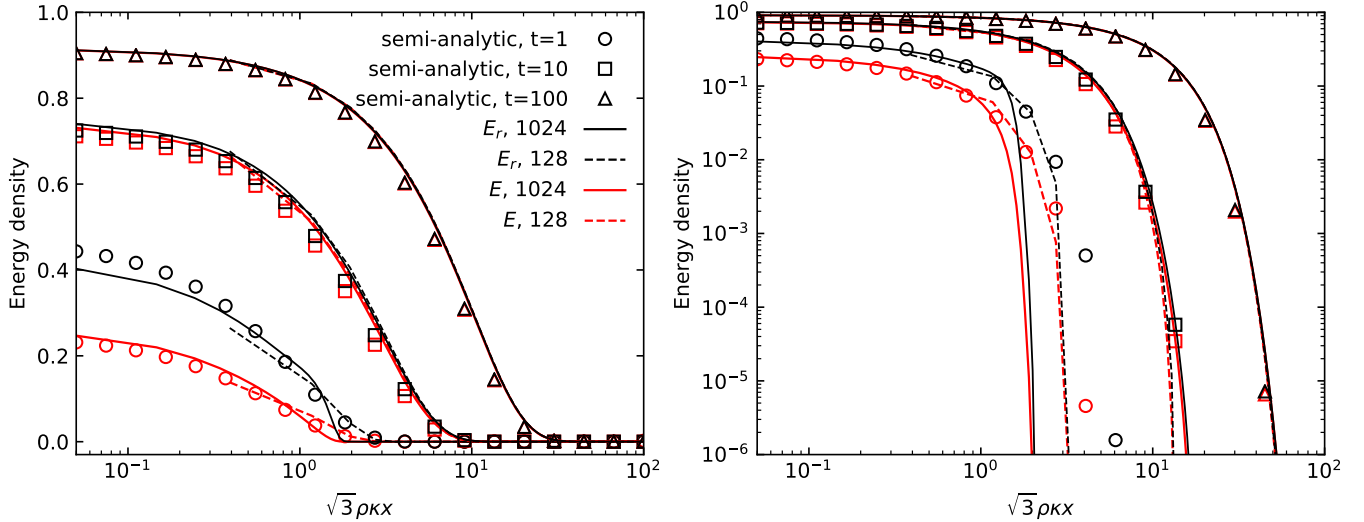 1.0
0.8
0.6
0.4
0.2
0.0
Energy density
semi-analytic, t=1
semi-analytic, t=10
semi-analytic, t=100
E_r, 1024
E_r, 128
E, 1024
E, 128
10^{-1} 10^0 10^1 10^2
√3ρκx
10^0
10^{-1}
10^{-2}
10^{-3}
10^{-4}
10^{-5}
10^{-6}
Energy density
10^{-1} 10^0 10^1 10^2
√3ρκx